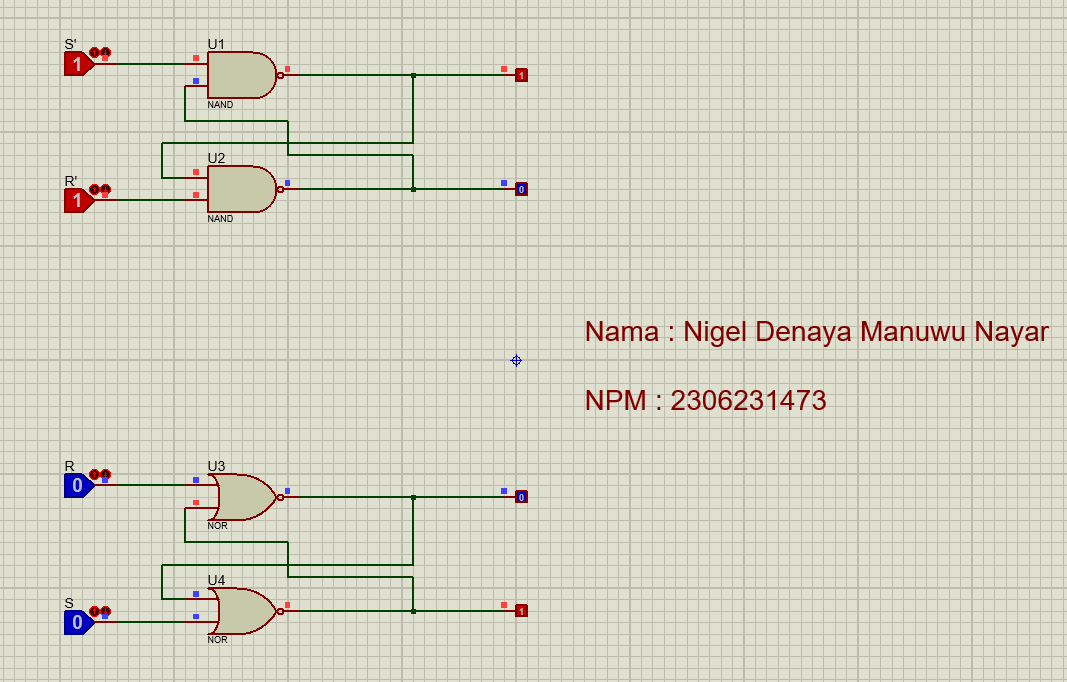 S'
1
U1
1
NAND
U2
R'
1
0
NAND
Nama : Nigel Denaya Manuwu Nayar
NPM : 2306231473
R
0
U3
0
NOR
U4
S
0
1
NOR